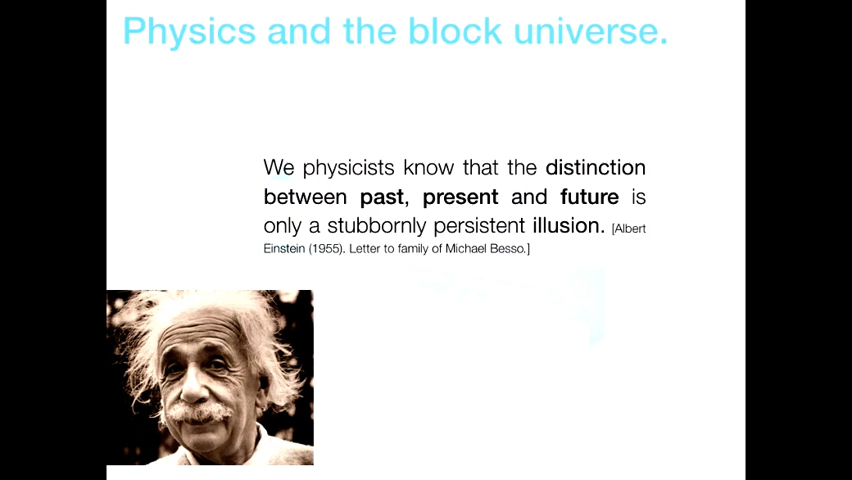 Physics and the block universe.
We physicists know that the distinction
between past, present and future is
only a stubbornly persistent illusion. [Albert
Einstein (1955). Letter to family of Michael Besso.]